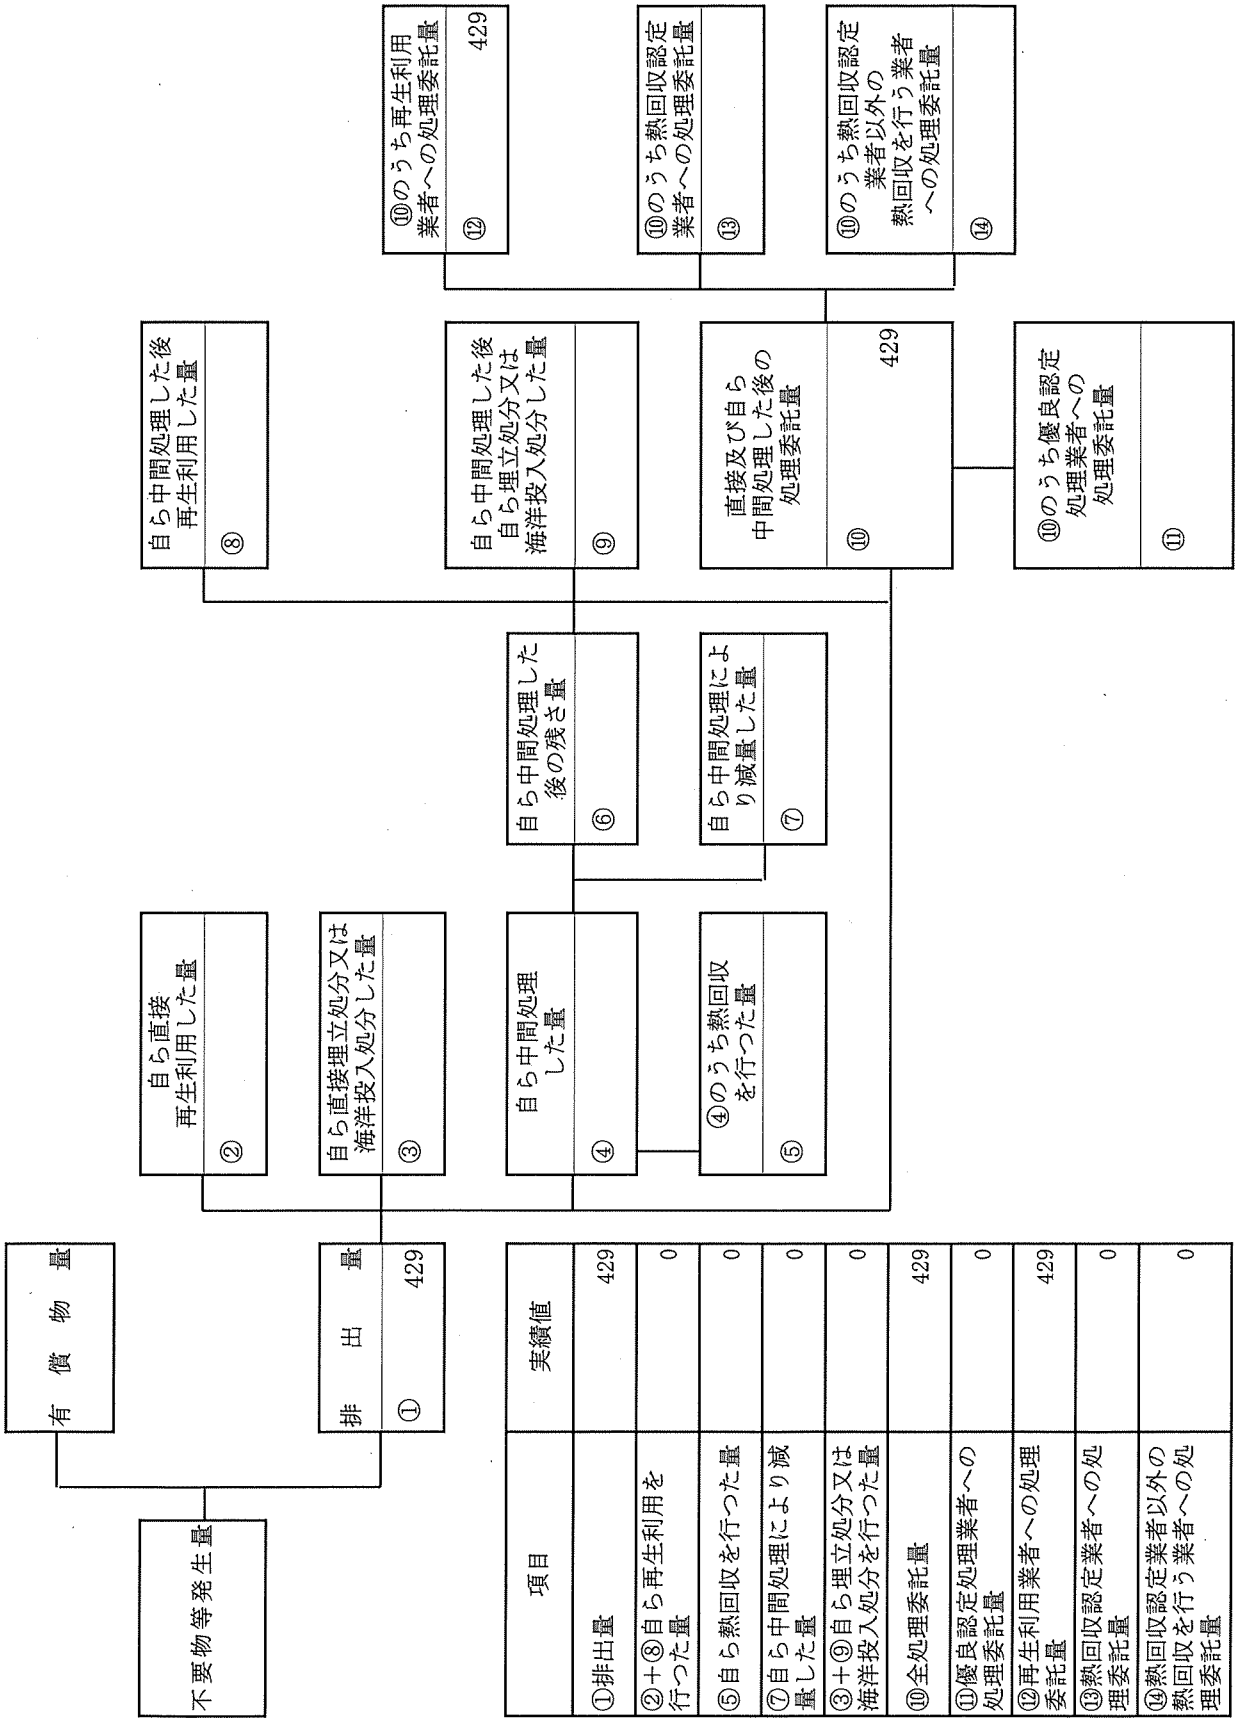 有償物量
不要物等発生量
排出量
① 429
自ら直接
再生利用した量
②
自ら直接埋立処分又は
海洋投入処分した量
③
自ら中間処理
した量
④
④のうち熱回収
を行つた量
⑤
自ら中間処理した
後の残さ量
⑥
自ら中間処理によ
り減量した量
⑦
自ら中間処理した後
再生利用した量
⑧
自ら中間処理した後
自ら埋立処分又は
海洋投入処分した量
⑨
直接及び自ら
中間処理した後の
処理委託量
⑩ 429
⑩のうち優良認定
処理業者への
処理委託量
⑪
⑩のうち再生利用
業者への処理委託量
⑫ 429
⑩のうち熱回収認定
業者への処理委託量
⑬
⑩のうち熱回収認定
業者以外の
熱回収を行う業者
への処理委託量
⑭
項目 実績値
①排出量 429
②+⑧自ら再生利用を
行つた量 0
⑤自ら熱回収を行つた量 0
⑦自ら中間処理により減
量した量 0
③+⑨自ら埋立処分又は
海洋投入処分を行つた量 0
⑩全処理委託量 429
⑪優良認定処理業者への
処理委託量 0
⑫再生利用業者への処理
委託量 429
⑬熱回収認定業者への処
理委託量 0
⑭熱回収認定業者以外の
熱回収を行う業者への処
理委託量 0